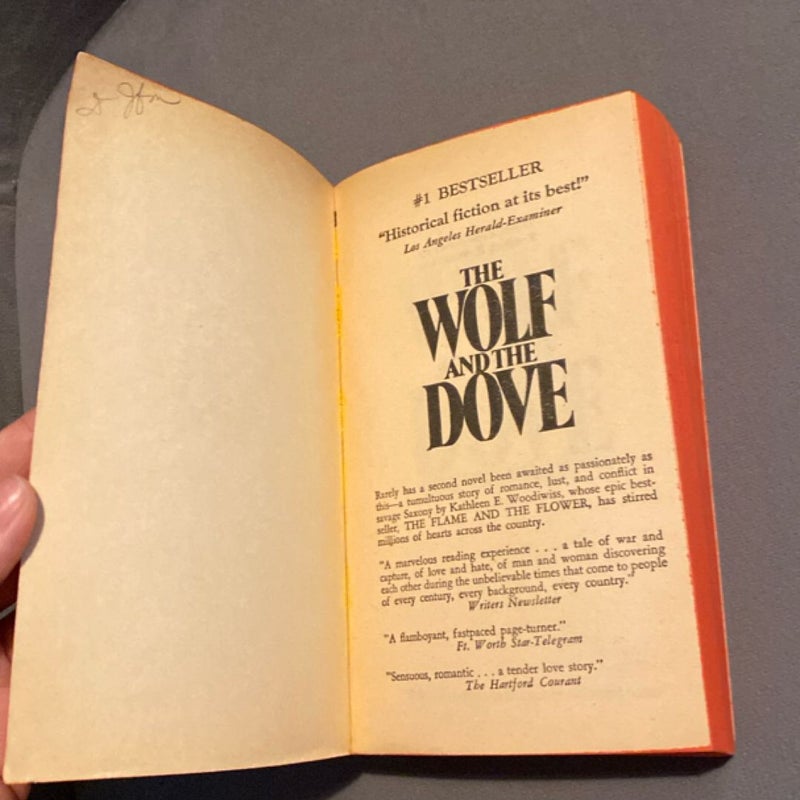 #1 BESTSELLER
"Historical fiction at its best!"
Los Angeles Herald-Examiner
THE
WOLF
AND THE
DOVE
Rarely has a second novel been awaited as passionately as
this—a tumultuous story of romance, lust, and conflict in
savage Saxony by Kathleen E. Woodiwiss, whose epic best-
seller, THE FLAME AND THE FLOWER, has stirred
millions of hearts across the country.
"A marvelous reading experience . . . a tale of war and
capture, of love and hate, of man and woman discovering
each other during the unbelievable times that come to people
of every century, every background, every country."
Writers Newsletter
"A flamboyant, fastpaced page-turner."
Ft. Worth Star-Telegram
"Sensuous, romantic . . . a tender love story."
The Hartford Courant